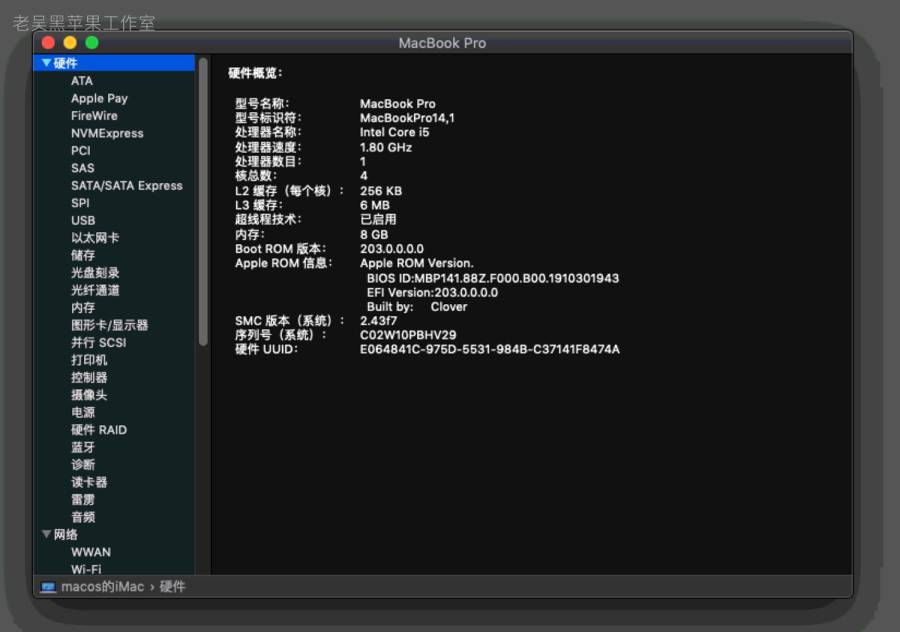 老吴黑苹果工作室
MacBook Pro
硬件
ATA
Apple Pay
FireWire
NVMExpress
PCI
SAS
SATA/SATA Express
SPI
USB
以太网卡
储存
光盘刻录
光纤通道
内存
图形卡/显示器
并行 SCSI
打印机
控制器
摄像头
电源
硬件 RAID
蓝牙
诊断
读卡器
雷雳
音频
网络
WWAN
Wi-Fi
硬件概览：
型号名称： MacBook Pro
型号标识符： MacBookPro14,1
处理器名称： Intel Core i5
处理器速度： 1.80 GHz
处理器数目： 1
核总数： 4
L2 缓存（每个核）： 256 KB
L3 缓存： 6 MB
超线程技术： 已启用
内存： 8 GB
Boot ROM 版本： 203.0.0.0.0
Apple ROM 信息： Apple ROM Version.
BIOS ID:MBP141.88Z.F000.B00.1910301943
EFI Version:203.0.0.0.0
Built by: Clover
SMC 版本（系统）： 2.43f7
序列号（系统）： C02W10PBHV29
硬件 UUID： E064841C-975D-5531-984B-C37141F8474A
macos的iMac › 硬件